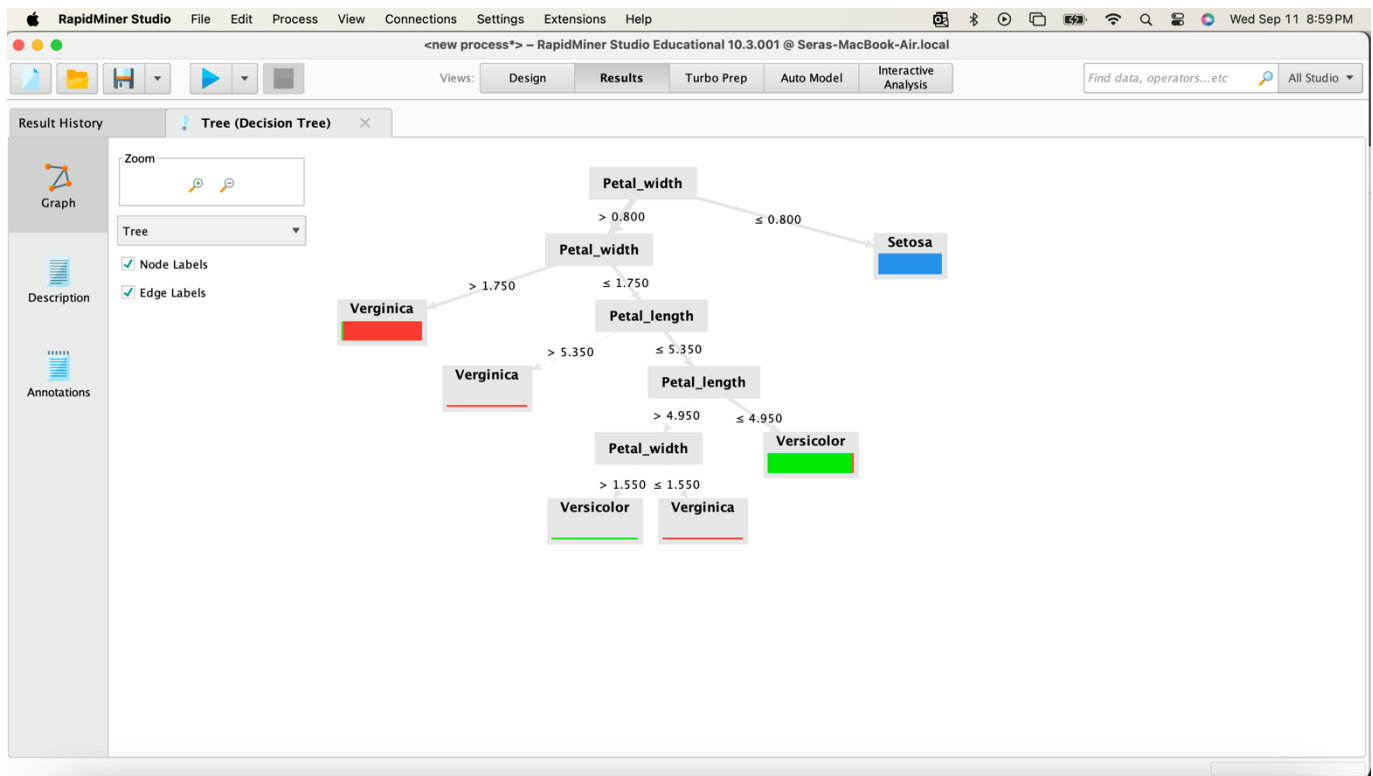 RapidMiner Studio File Edit Process View Connections Settings Extensions Help Wed Sep 11 8:59 PM
<new process*> – RapidMiner Studio Educational 10.3.001 @ Seras-MacBook-Air.local
Views: Design Results Turbo Prep Auto Model Interactive Analysis Find data, operators...etc All Studio
Result History Tree (Decision Tree)
Zoom
Graph
Tree
Node Labels
Edge Labels
Description
Annotations
Petal_width
> 0.800 ≤ 0.800
Petal_width Setosa
> 1.750 ≤ 1.750
Verginica Petal_length
> 5.350 ≤ 5.350
Verginica Petal_length
> 4.950 ≤ 4.950
Petal_width Versicolor
> 1.550 ≤ 1.550
Versicolor Verginica